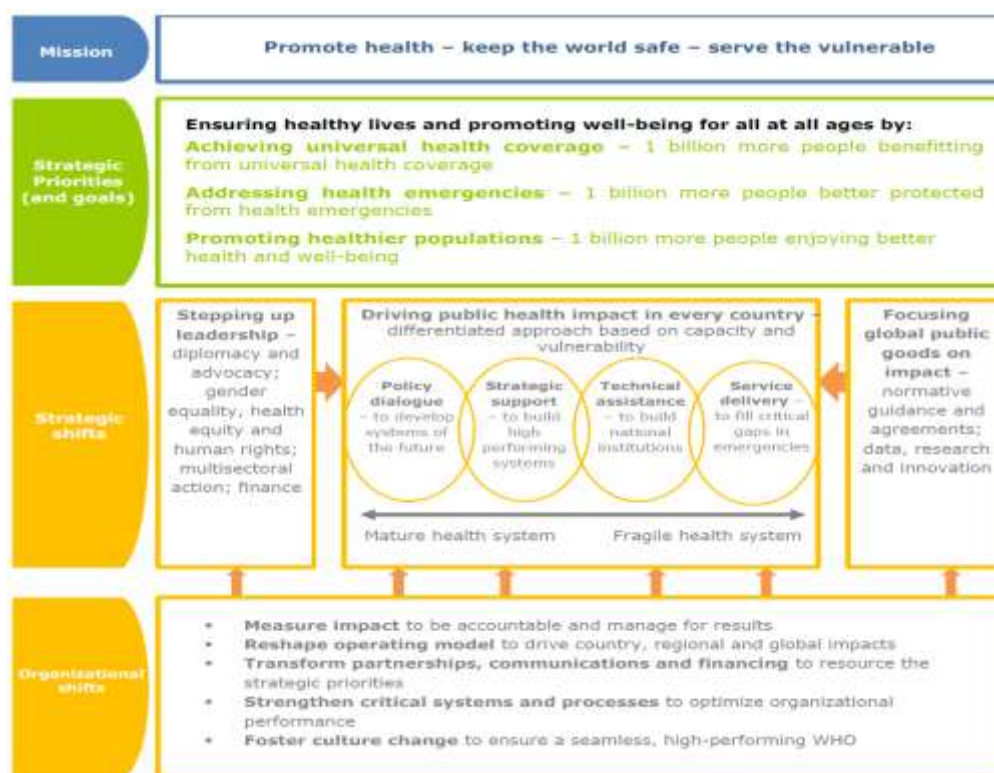 Mission
Promote health – keep the world safe – serve the vulnerable
Strategic
Priorities
(and goals)
Ensuring healthy lives and promoting well-being for all at all ages by:
Achieving universal health coverage – 1 billion more people benefitting
from universal health coverage
Addressing health emergencies – 1 billion more people better protected
from health emergencies
Promoting healthier populations – 1 billion more people enjoying better
health and well-being
Strategic
shifts
Stepping up
leadership –
diplomacy and
advocacy;
gender
equality, health
equity and
human rights;
multisectoral
action; finance
Driving public health impact in every country –
differentiated approach based on capacity and
vulnerability
Policy
dialogue
– to develop
systems of
the future
Strategic
support
– to build
high
performing
systems
Technical
assistance
– to build
national
institutions
Service
delivery –
to fill critical
gaps in
emergencies
Mature health system
Fragile health system
Focusing
global public
goods on
impact –
normative
guidance and
agreements;
data, research
and innovation
Organizational
shifts
• Measure impact to be accountable and manage for results
• Reshape operating model to drive country, regional and global impacts
• Transform partnerships, communications and financing to resource the
strategic priorities
• Strengthen critical systems and processes to optimize organizational
performance
• Foster culture change to ensure a seamless, high-performing WHO